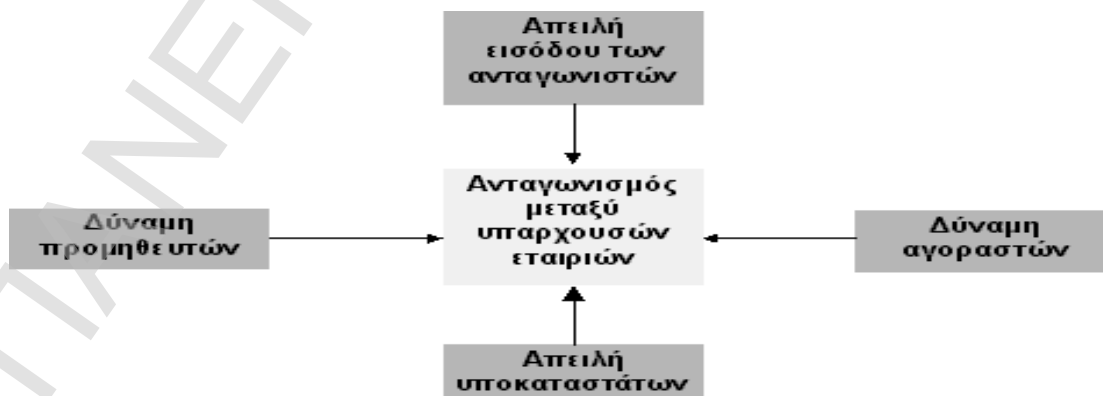 Απειλή
εισόδου των
ανταγωνιστών
Ανταγωνισμός
μεταξύ
υπαρχουσών
εταιριών
Δύναμη
προμηθευτών
Δύναμη
αγοραστών
Απειλή
υποκαταστάτων